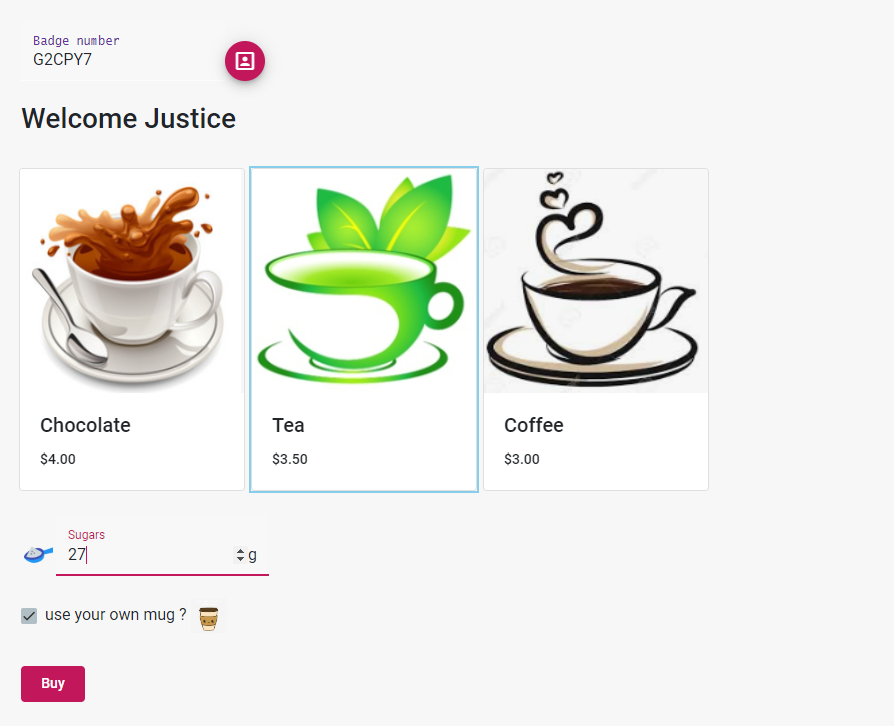 Badge number
G2CPY7
Welcome Justice
Chocolate
$4.00
Tea
$3.50
Coffee
$3.00
Sugars
27 g
use your own mug ?
Buy